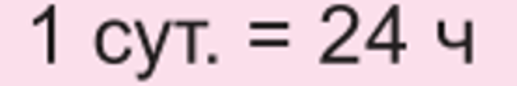 1 сут. = 24 ч